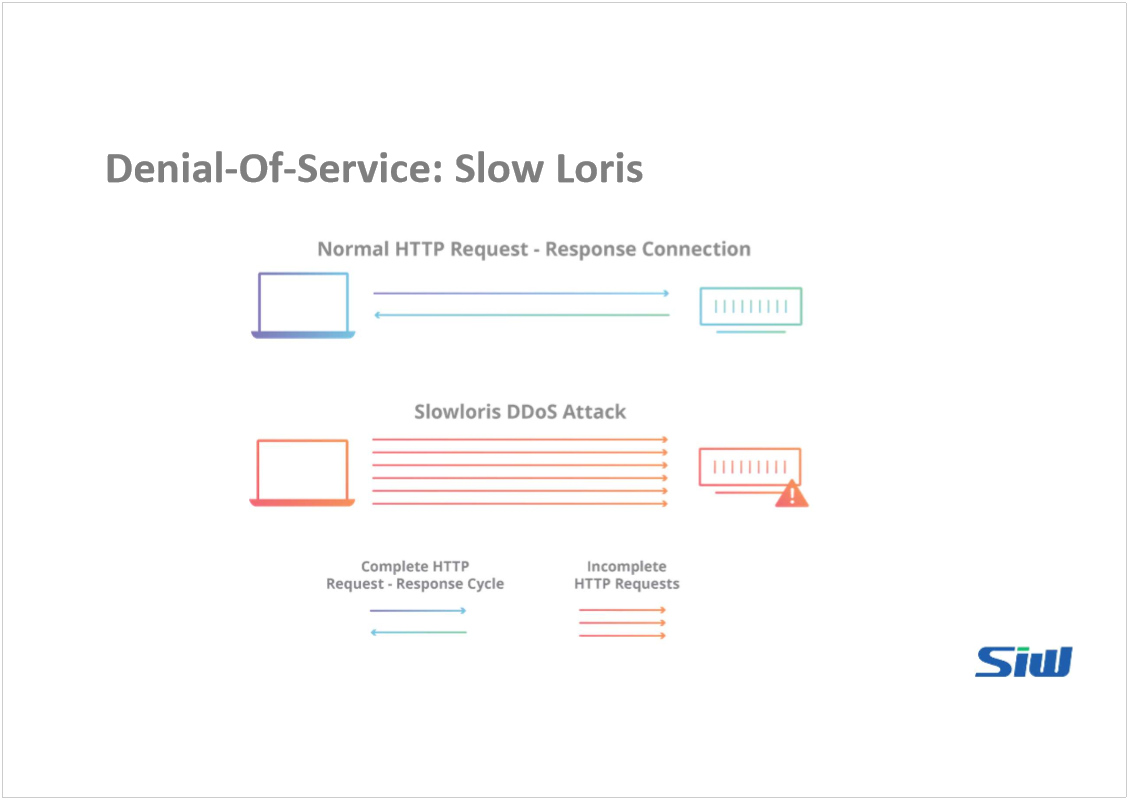 Denial-Of-Service: Slow Loris
Normal HTTP Request - Response Connection
Slowloris DDoS Attack
Complete HTTP
Request - Response Cycle
Incomplete
HTTP Requests
SiW